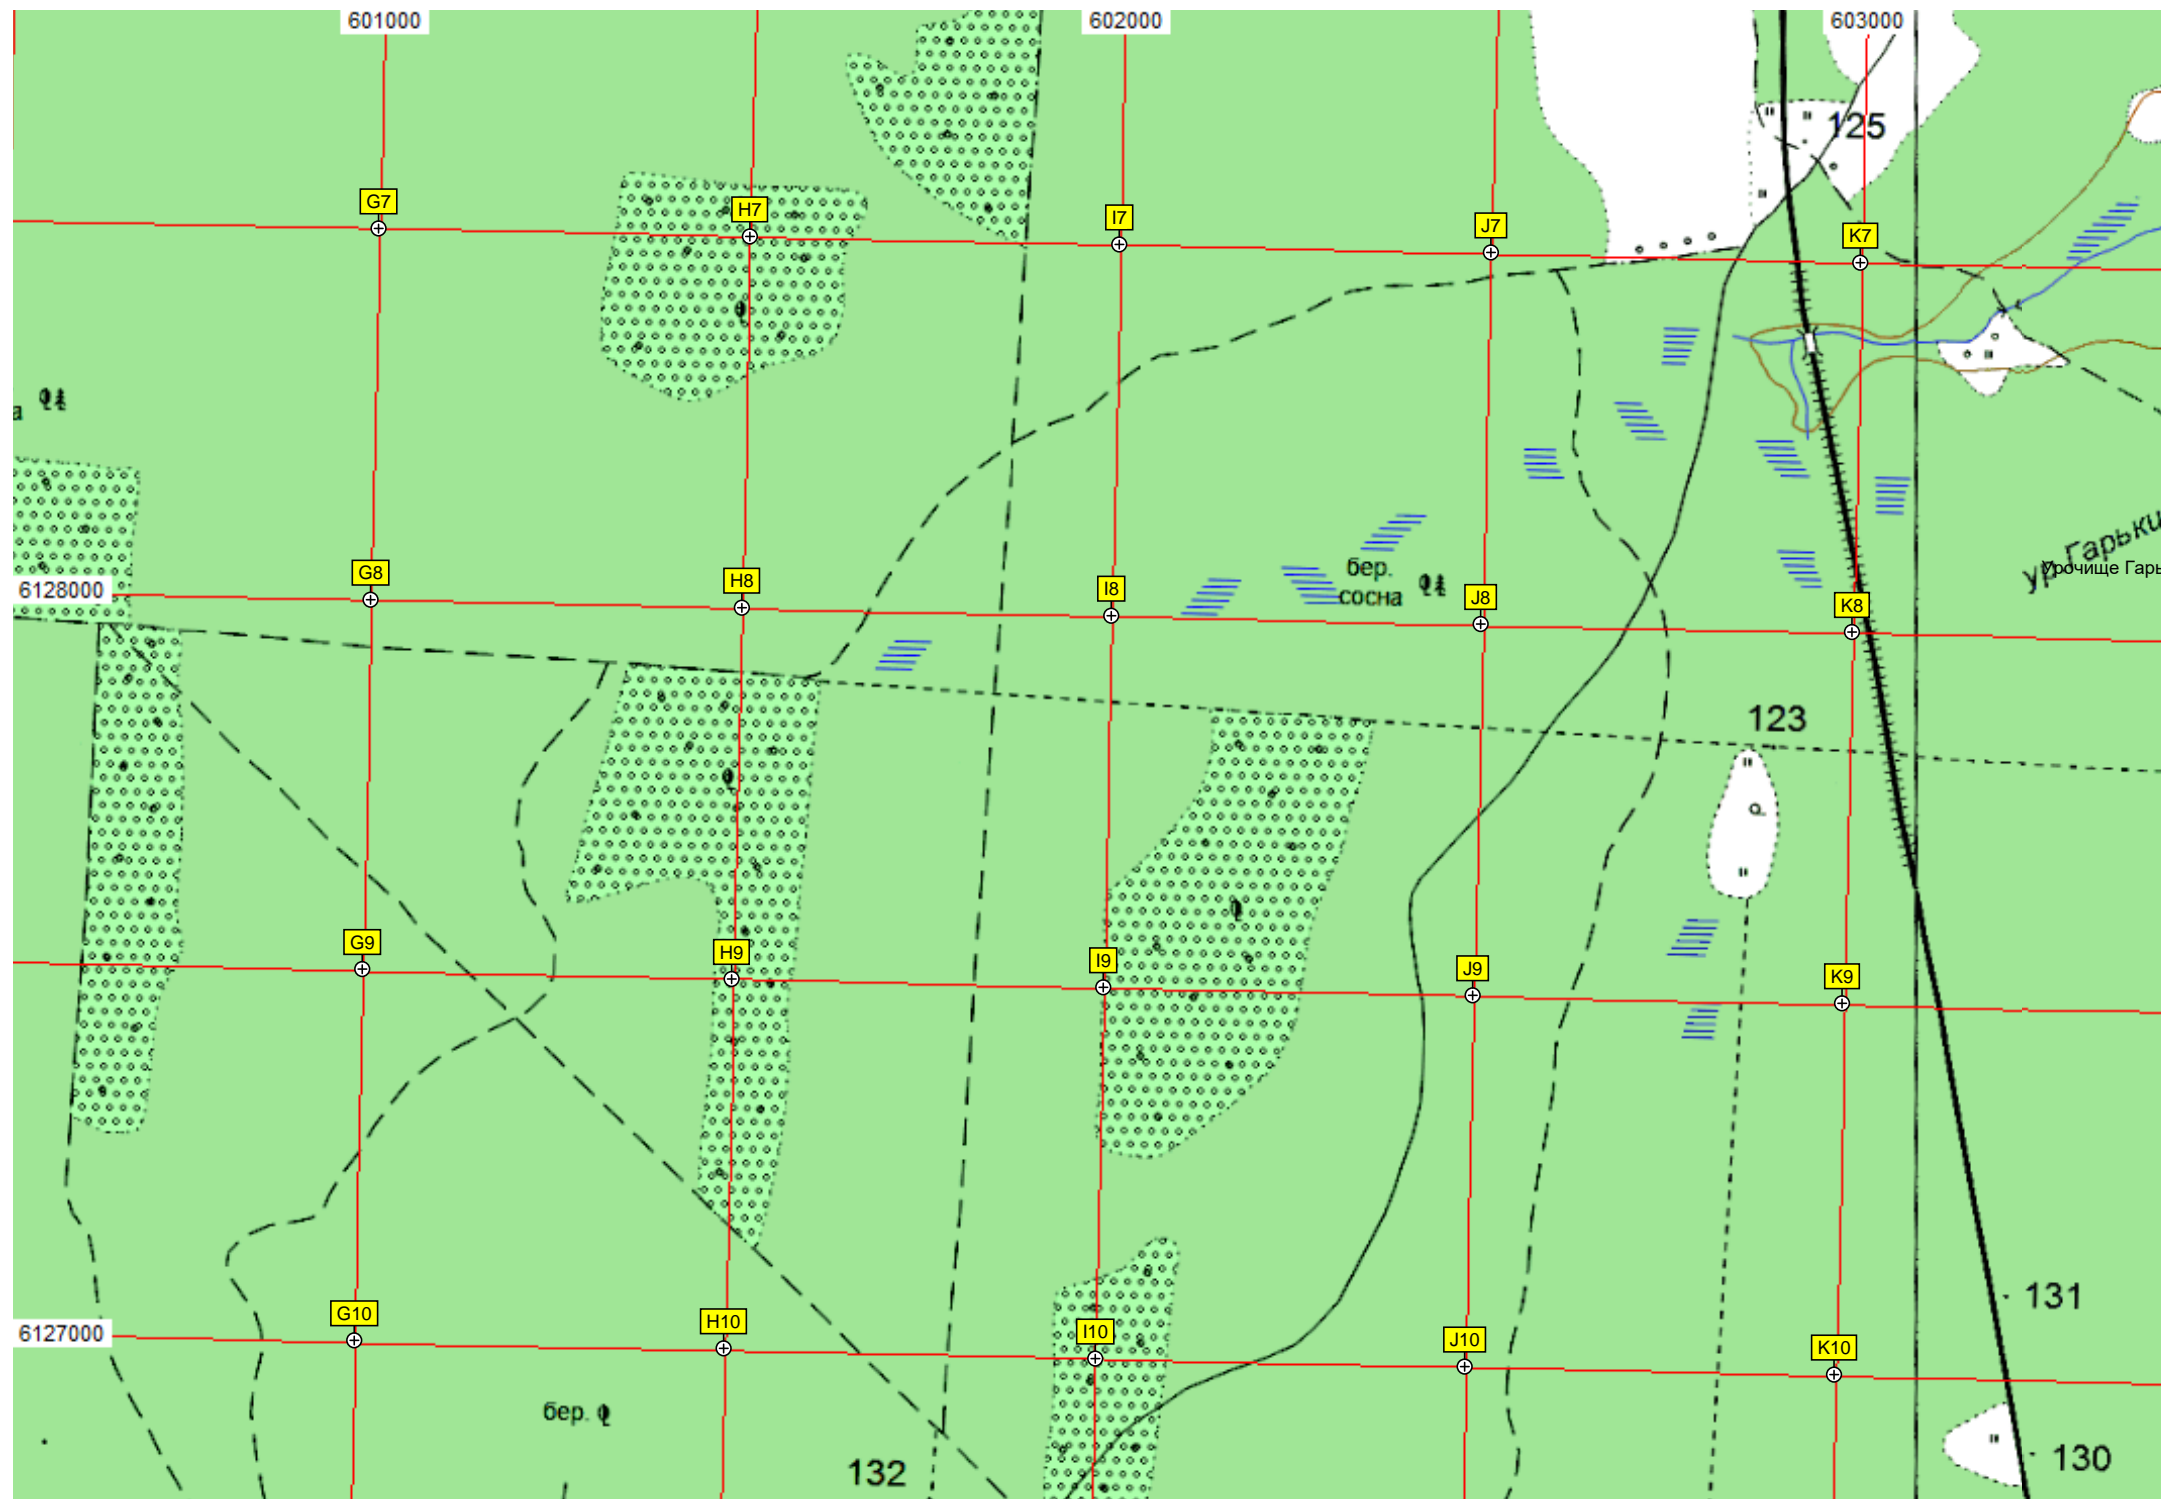 601000 602000 603000
125
G7 H7 I7 J7 K7
а
ур. Гарьки
Урочище Гарь
6128000 G8 H8 I8 бер. J8 K8
сосна
123
G9 H9 I9 J9 K9
131
6127000 G10 H10 I10 J10 K10
бер.
132 130